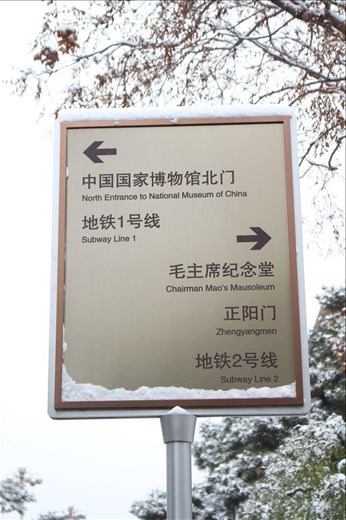 中国国家博物馆北门
North Entrance to National Museum of China
地铁1号线
Subway Line 1
毛主席纪念堂
Chairman Mao's Mausoleum
正阳门
Zhengyangmen
地铁2号线
Subway Line 2